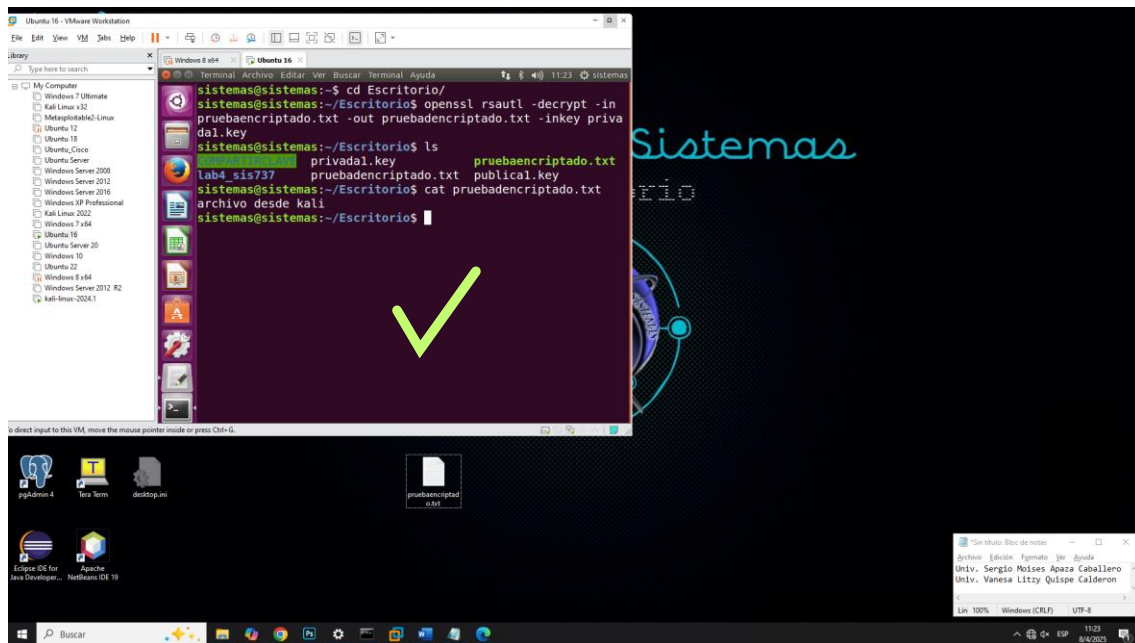 Ubuntu 16 - VMware Workstation
File Edit View VM Tabs Help
Library
Type here to search
My Computer
Windows 7 Ultimate
Kali Linux x32
Metasploitable2-Linux
Ubuntu 12
Ubuntu 18
Ubuntu_Cisco
Ubuntu Server
Windows Server 2008
Windows Server 2012
Windows Server 2016
Windows XP Professional
Kali Linux 2022
Windows 7 x64
Ubuntu 16
Ubuntu Server 20
Windows 10
Ubuntu 22
Windows 8 x64
Windows Server 2012 R2
kali-linux-2024.1
Windows 8 x64
Ubuntu 16
Terminal Archivo Editar Ver Buscar Terminal Ayuda 11:23 sistemas
sistemas@sistemas:~$ cd Escritorio/
sistemas@sistemas:~/Escritorio$ openssl rsautl -decrypt -in
pruebaencriptado.txt -out pruebadencriptado.txt -inkey priva
da1.key
sistemas@sistemas:~/Escritorio$ ls
COMPARTIRCLAVE privada1.key pruebaencriptado.txt
lab4_sis737 pruebadencriptado.txt publica1.key
sistemas@sistemas:~/Escritorio$ cat pruebadencriptado.txt
archivo desde kali
sistemas@sistemas:~/Escritorio$
Sistemas
o direct input to this VM, move the mouse pointer inside or press Ctrl+G.
pgAdmin 4
Tera Term
desktop.ini
pruebaencriptad
o.txt
Eclipse IDE for
Java Developer...
Apache
NetBeans IDE 19
*Sin título: Bloc de notas
Archivo Edición Formato Ver Ayuda
Univ. Sergio Moises Apaza Caballero
Univ. Vanesa Litzy Quispe Calderon
Lín 100% Windows (CRLF) UTF-8
Buscar
ESP
11:23
8/4/2025